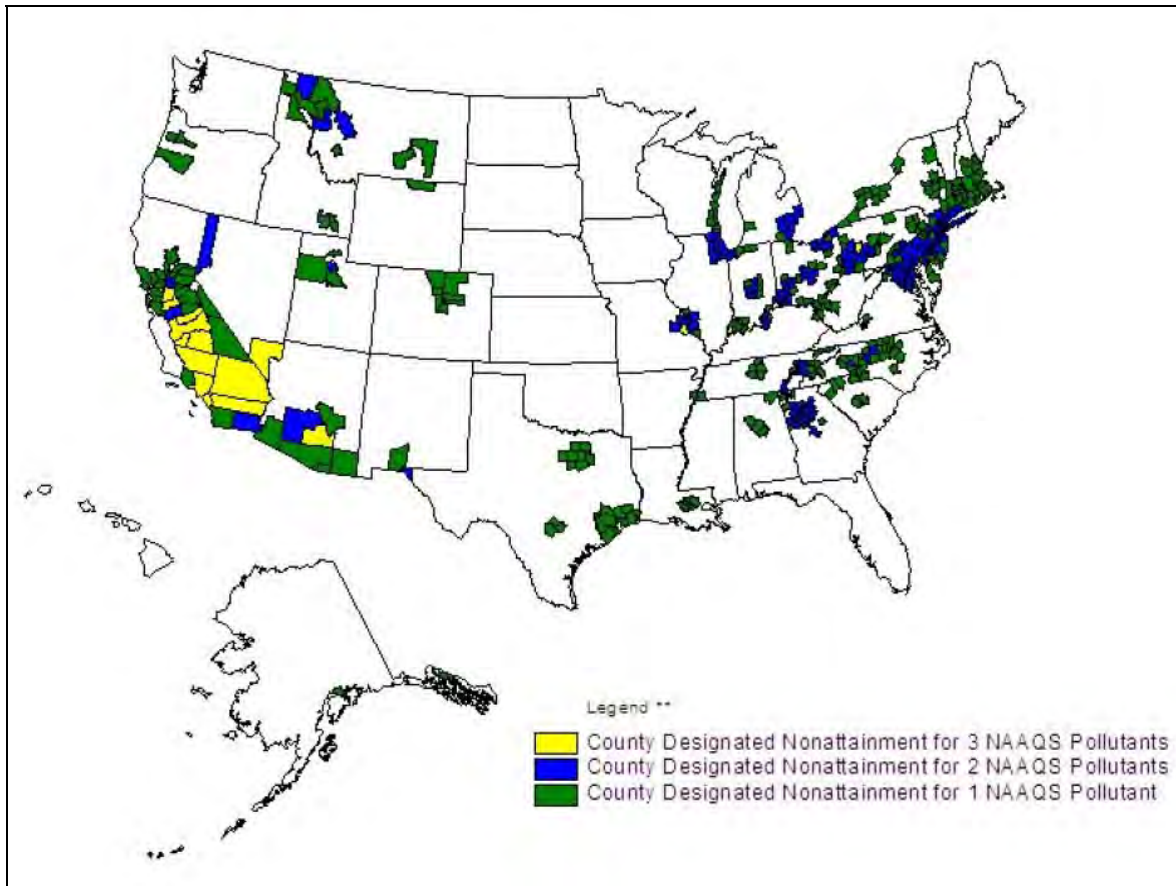 Legend **
County Designated Nonattainment for 3 NAAQS Pollutants
County Designated Nonattainment for 2 NAAQS Pollutants
County Designated Nonattainment for 1 NAAQS Pollutant